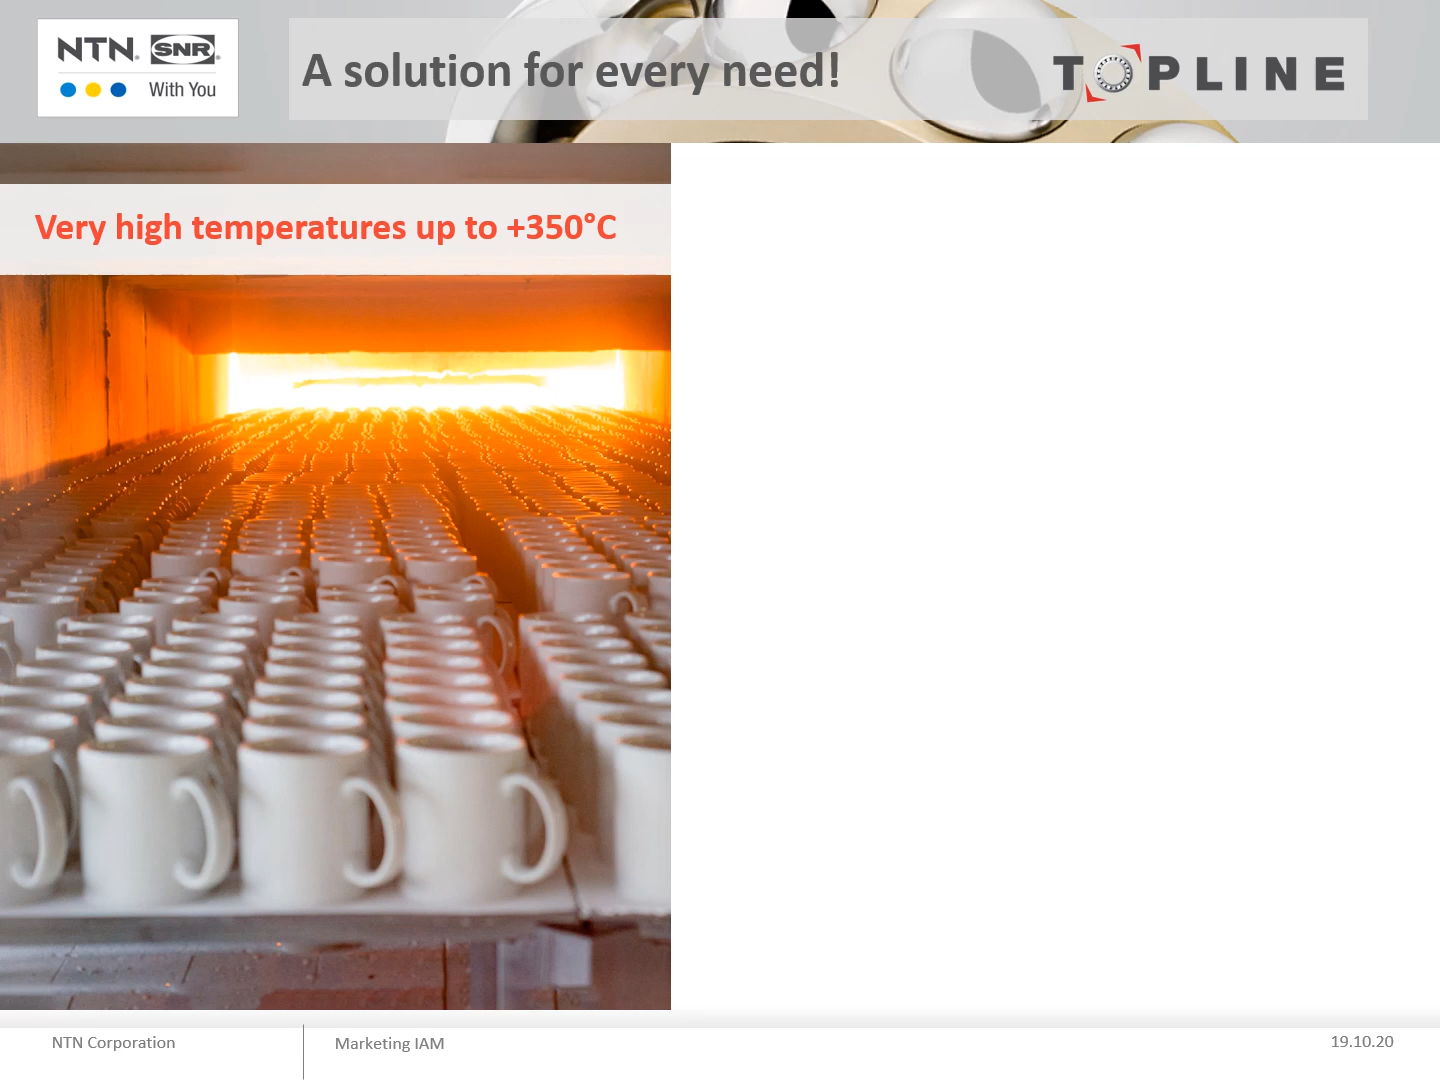 NTN. SNR®
With You
A solution for every need!
TOPLINE
Very high temperatures up to +350°C
NTN Corporation
Marketing IAM
19.10.20